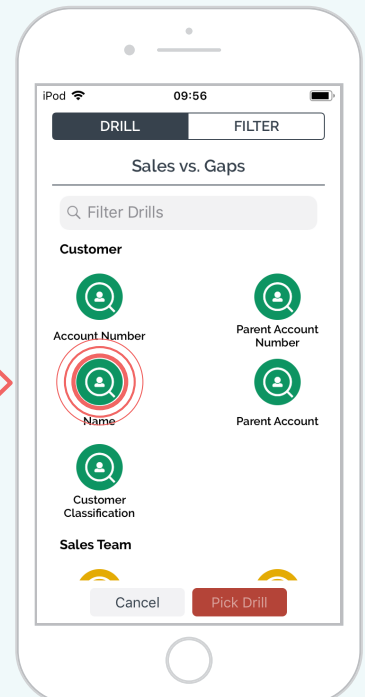 iPod 09:56
DRILL FILTER
Sales vs. Gaps
Filter Drills
Customer
Account Number
Parent Account
Number
Name
Parent Account
Customer
Classification
Sales Team
Cancel Pick Drill